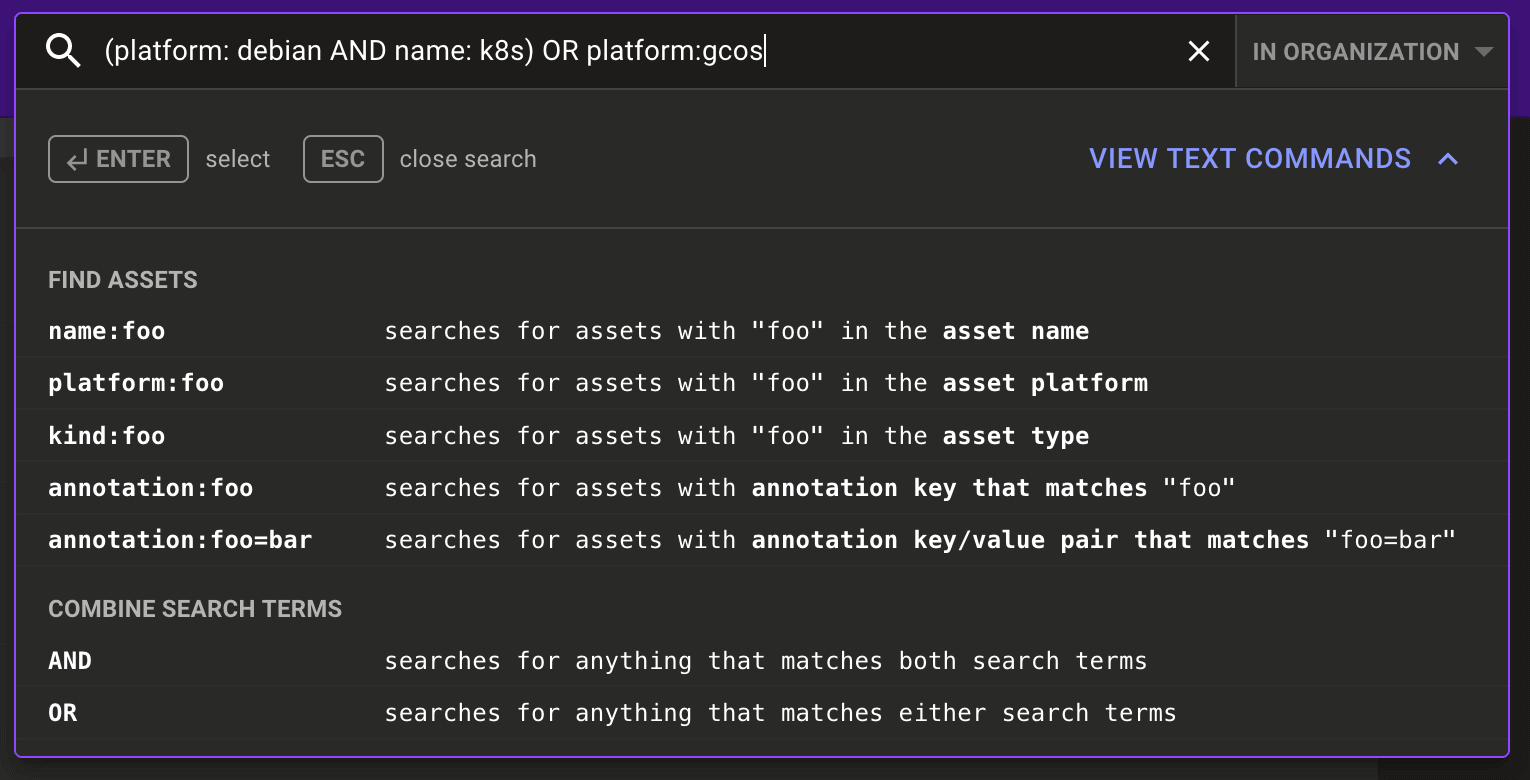 (platform: debian AND name: k8s) OR platform:gcos
IN ORGANIZATION
ENTER select ESC close search
VIEW TEXT COMMANDS
FIND ASSETS
name:foo searches for assets with "foo" in the asset name
platform:foo searches for assets with "foo" in the asset platform
kind:foo searches for assets with "foo" in the asset type
annotation:foo searches for assets with annotation key that matches "foo"
annotation:foo=bar searches for assets with annotation key/value pair that matches "foo=bar"
COMBINE SEARCH TERMS
AND searches for anything that matches both search terms
OR searches for anything that matches either search terms